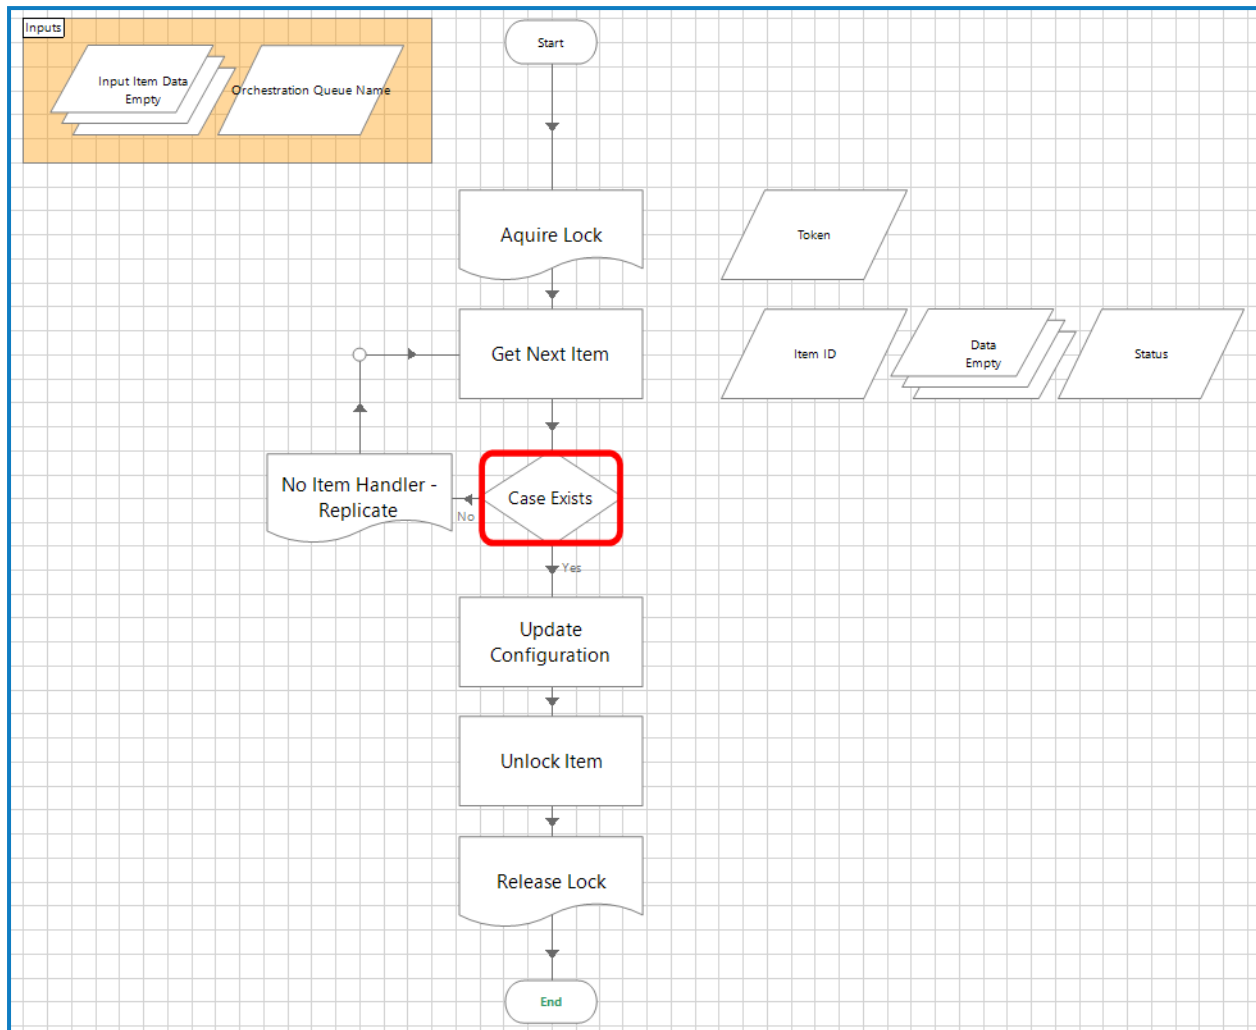 Inputs
Start
Input Item Data
Empty
Orchestration Queue Name
Aquire Lock
Token
Get Next Item
Item ID
Data
Empty
Status
No Item Handler -
Replicate
No
Case Exists
Yes
Update
Configuration
Unlock Item
Release Lock
End